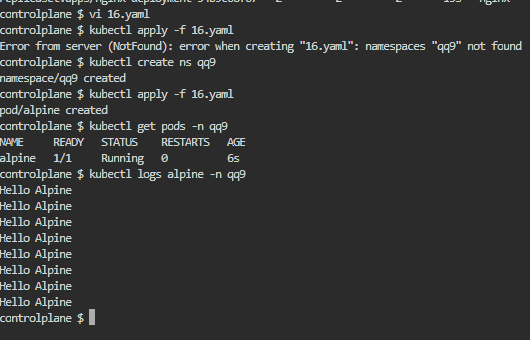 controlplane $ vi 16.yaml
controlplane $ kubectl apply -f 16.yaml
Error from server (NotFound): error when creating "16.yaml": namespaces "qq9" not found
controlplane $ kubectl create ns qq9
namespace/qq9 created
controlplane $ kubectl apply -f 16.yaml
pod/alpine created
controlplane $ kubectl get pods -n qq9
NAME READY STATUS RESTARTS AGE
alpine 1/1 Running 0 6s
controlplane $ kubectl logs alpine -n qq9
Hello Alpine
Hello Alpine
Hello Alpine
Hello Alpine
Hello Alpine
Hello Alpine
Hello Alpine
Hello Alpine
controlplane $